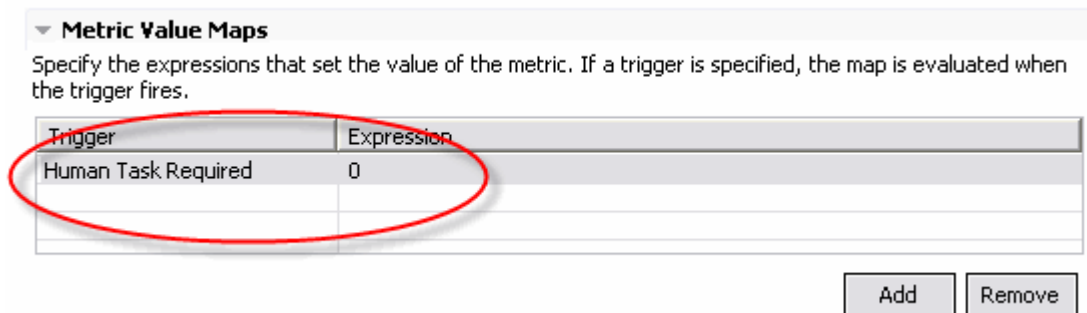 Metric Value Maps
Specify the expressions that set the value of the metric. If a trigger is specified, the map is evaluated when
the trigger fires.
Trigger Expression
Human Task Required 0
Add Remove